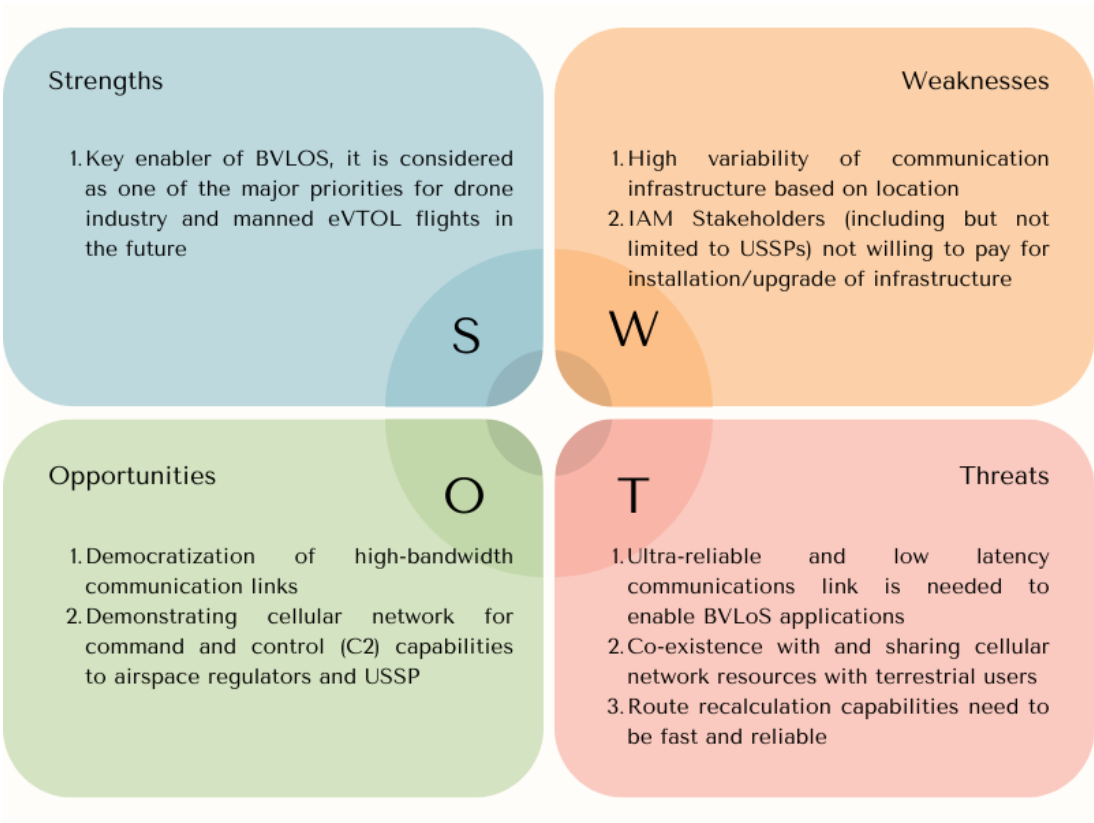 Strengths
1. Key enabler of BVLOS, it is considered
as one of the major priorities for drone
industry and manned eVTOL flights in
the future
S
Weaknesses
1. High variability of communication
infrastructure based on location
2. IAM Stakeholders (including but not
limited to USSPs) not willing to pay for
installation/upgrade of infrastructure
W
Opportunities
O
1. Democratization of high-bandwidth
communication links
2. Demonstrating cellular network for
command and control (C2) capabilities
to airspace regulators and USSP
Threats
T
1. Ultra-reliable and low latency
communications link is needed to
enable BVLoS applications
2. Co-existence with and sharing cellular
network resources with terrestrial users
3. Route recalculation capabilities need to
be fast and reliable